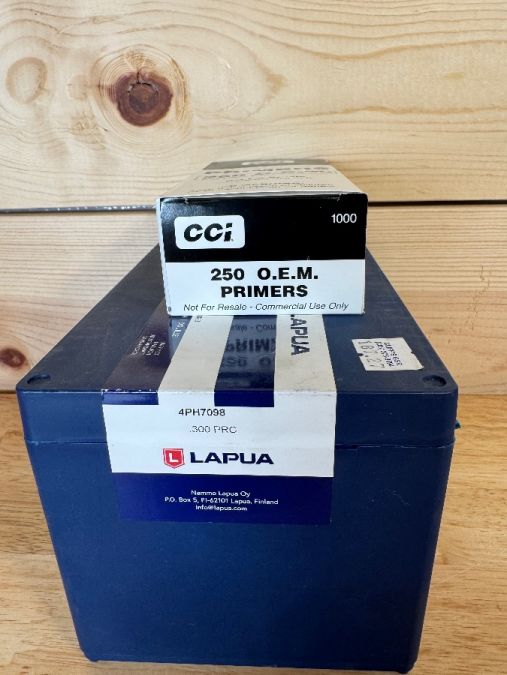 CCI
1000
250 O.E.M.
PRIMERS
Not For Resale - Commercial Use Only
LAPUA
4PH7098
.300 PRC
LAPUA
Nammo Lapua Oy
P.O. Box 5, FI-62101 Lapua, Finland
info@lapua.com